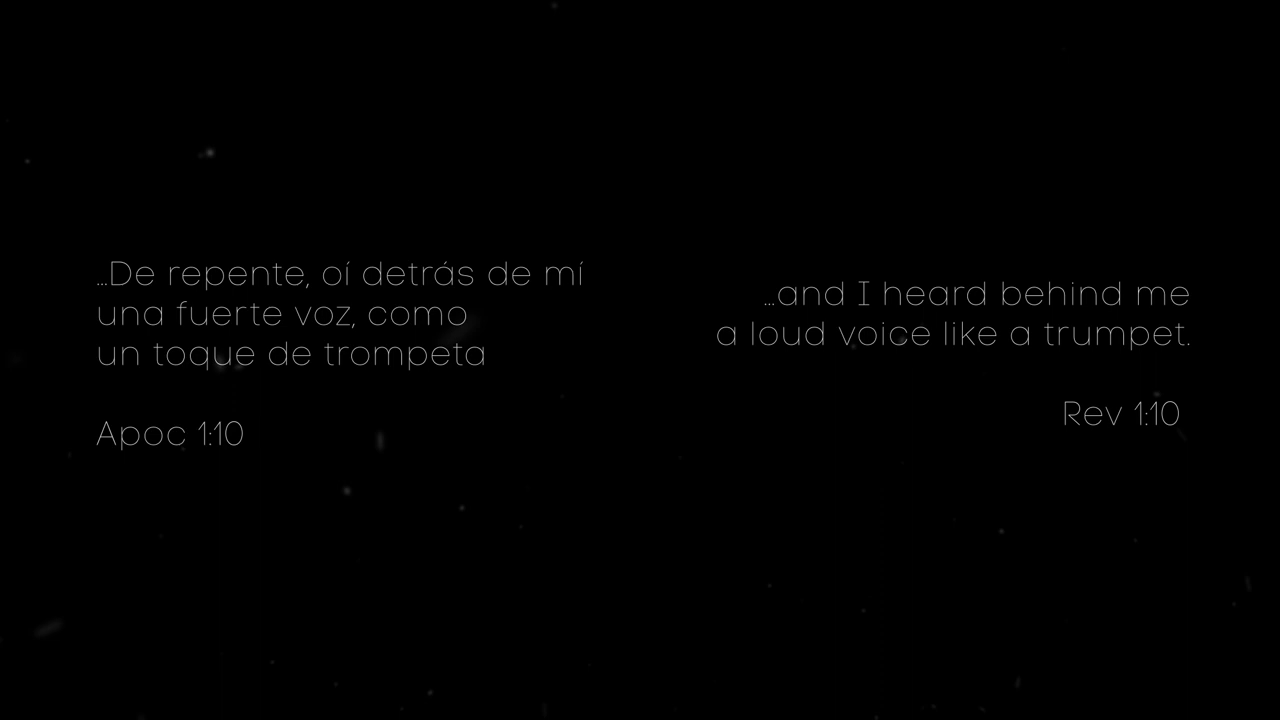 ...De repente, oí detrás de mí
una fuerte voz, como
un toque de trompeta
Apoc 1:10
...and I heard behind me
a loud voice like a trumpet.
Rev 1:10